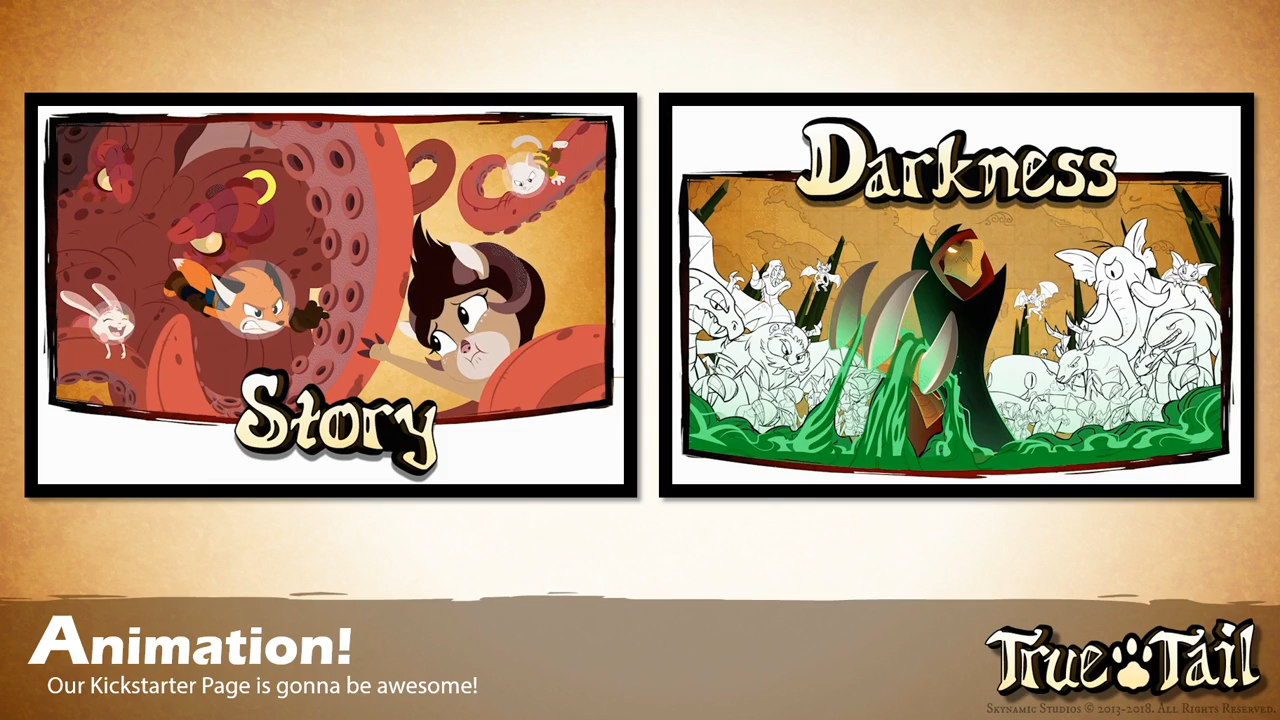 Story
Darkness
Animation!
Our Kickstarter Page is gonna be awesome!
True Tail
Skynamic Studios © 2013-2018. All Rights Reserved.